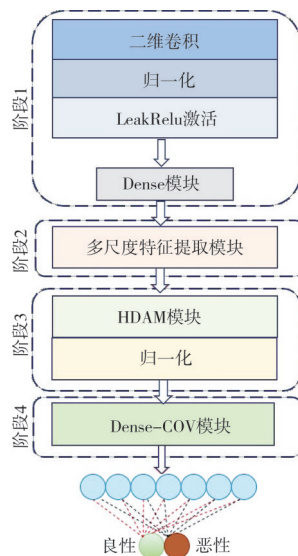 阶段1
二维卷积
归一化
LeakRelu激活
Dense模块
阶段2
多尺度特征提取模块
阶段3
HDAM模块
归一化
阶段4
Dense-COV模块
良性
恶性